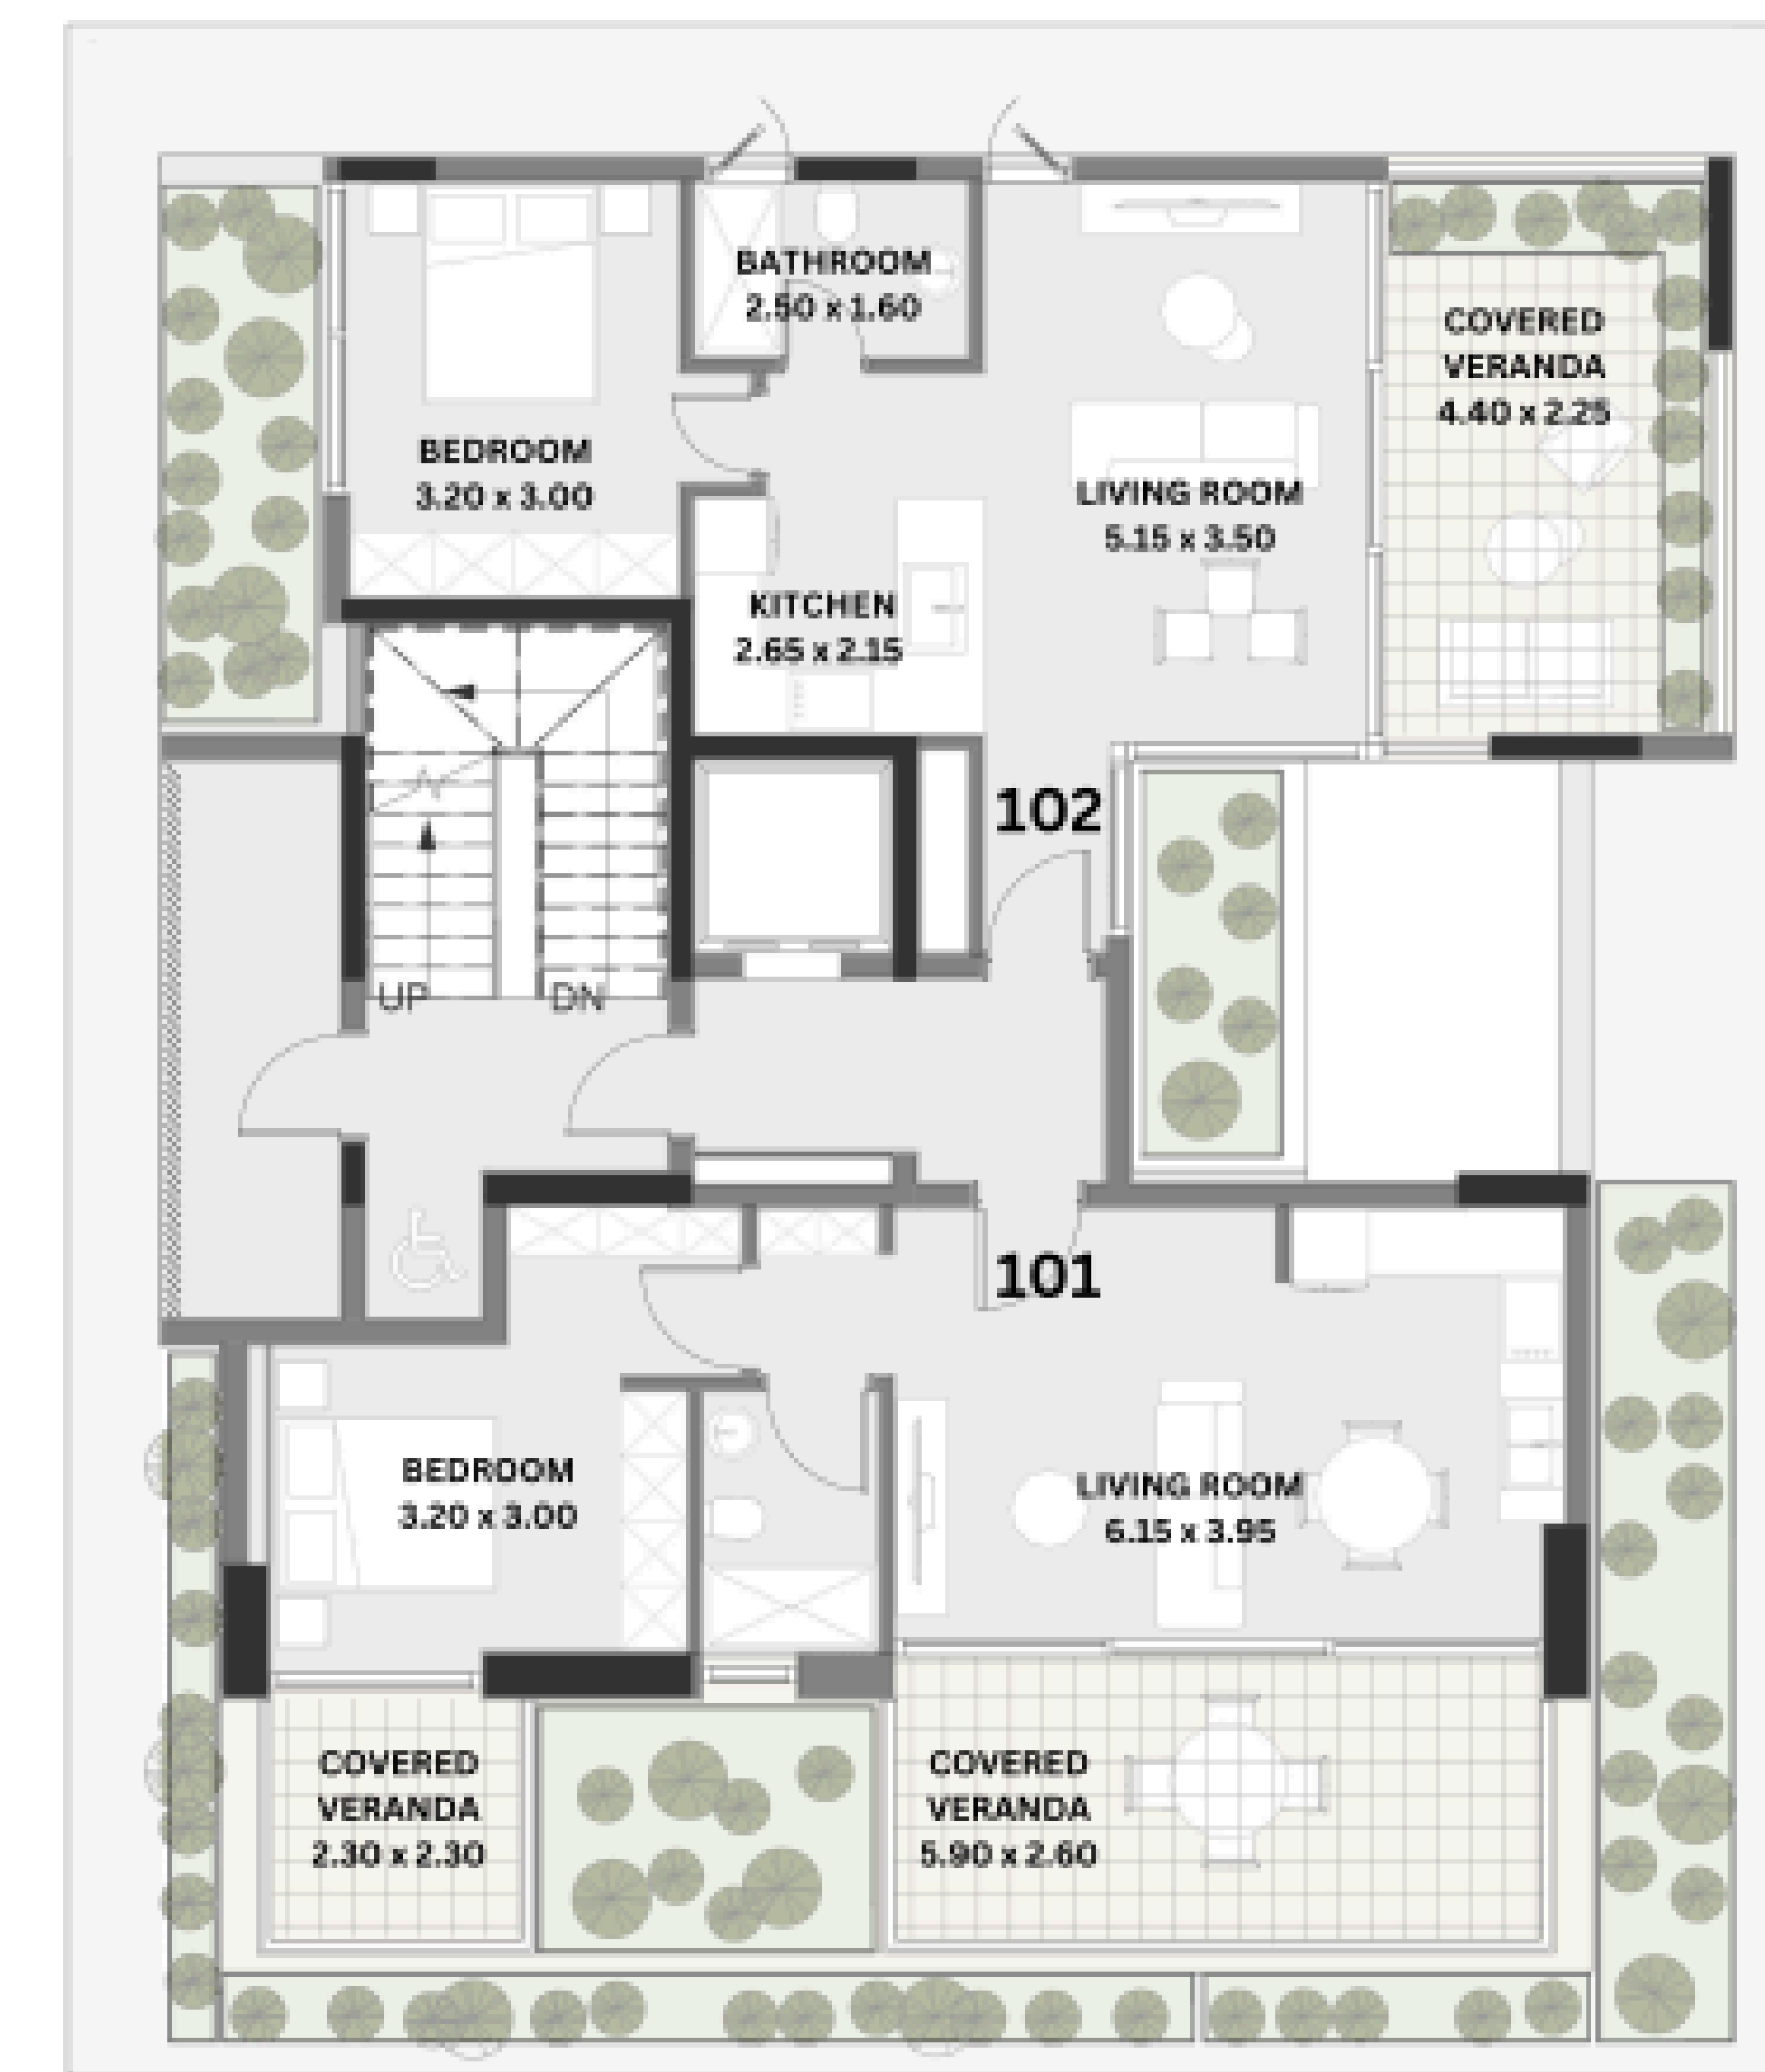 BATHROOM
2.50 x 1.60
COVERED
VERANDA
4.40 x 2.25
BEDROOM
3.20 x 3.00
LIVING ROOM
5.15 x 3.50
KITCHEN
2.65 x 2.15
102
UP
DN
101
BEDROOM
3.20 x 3.00
LIVING ROOM
6.15 x 3.95
COVERED
VERANDA
2.30 x 2.30
COVERED
VERANDA
5.90 x 2.60